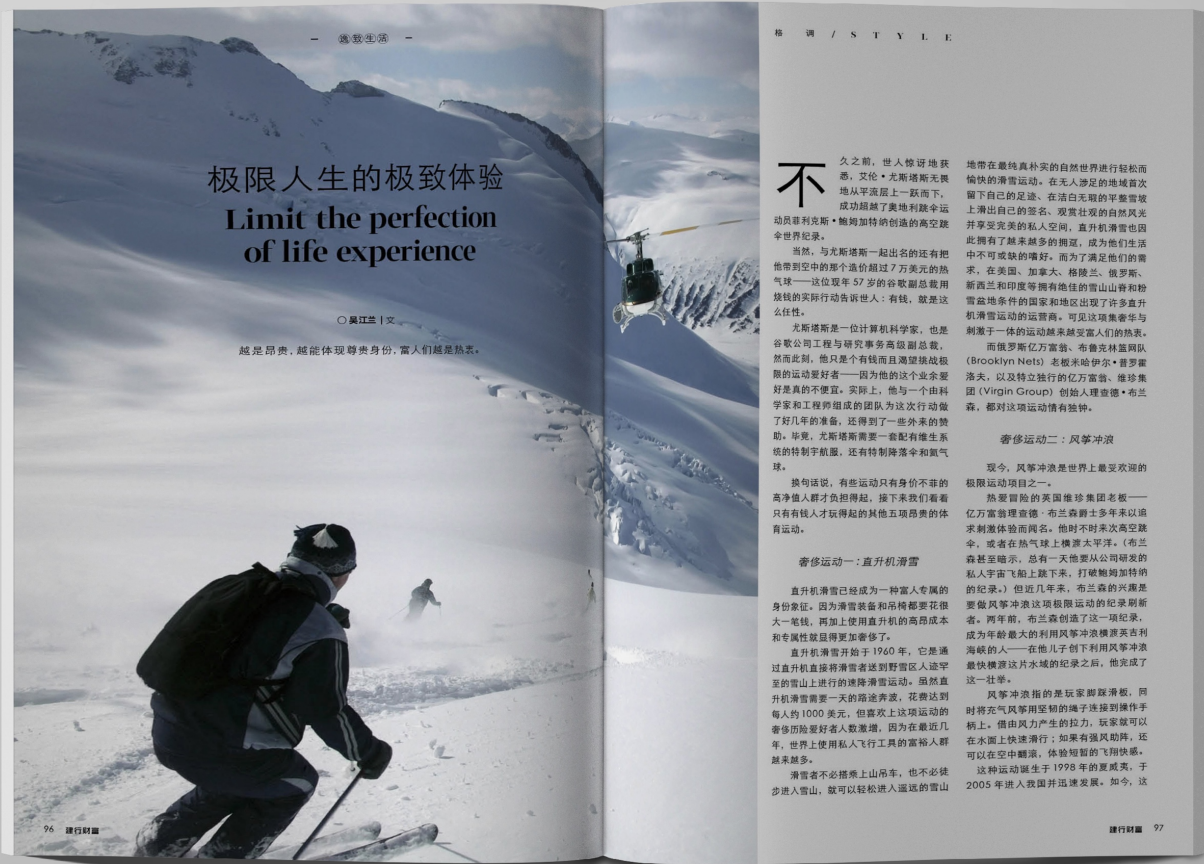 逸致生活
极限人生的极致体验
Limit the perfection
of life experience
○ 吴江兰 | 文
越是昂贵,越能体现尊贵身份,富人们越是热衷。
96 建行财富
格 调 / STYLE
不久之前,世人惊讶地获
悉,艾伦•尤斯塔斯无畏
地从平流层上一跃而下,
成功超越了奥地利跳伞运
动员菲利克斯•鲍姆加特纳创造的高空跳
伞世界纪录。
当然,与尤斯塔斯一起出名的还有把
他带到空中的那个造价超过7万美元的热
气球——这位现年57岁的谷歌副总裁用
烧钱的实际行动告诉世人:有钱,就是这
么任性。
尤斯塔斯是一位计算机科学家,也是
谷歌公司工程与研究事务高级副总裁,
然而此刻,他只是个有钱而且渴望挑战极
限的运动爱好者——因为他的这个业余爱
好是真的不便宜。实际上,他与一个由科
学家和工程师组成的团队为这次行动做
了好几年的准备,还得到了一些外来的赞
助。毕竟,尤斯塔斯需要一套配有维生系
统的特制宇航服,还有特制降落伞和氦气
球。
换句话说,有些运动只有身价不菲的
高净值人群才负担得起,接下来我们看看
只有有钱人才玩得起的其他五项昂贵的体
育运动。
奢侈运动一:直升机滑雪
直升机滑雪已经成为一种富人专属的
身份象征。因为滑雪装备和吊椅都要花很
大一笔钱,再加上使用直升机的高昂成本
和专属性就显得更加奢侈了。
直升机滑雪开始于1960年,它是通
过直升机直接将滑雪者送到野雪区人迹罕
至的雪山上进行的速降滑雪运动。虽然直
升机滑雪需要一天的路途奔波,花费达到
每人约1000美元,但喜欢上这项运动的
奢侈历险爱好者人数激增,因为在最近几
年,世界上使用私人飞行工具的富裕人群
越来越多。
滑雪者不必搭乘上山吊车,也不必徒
步进入雪山,就可以轻松进入遥远的雪山
地带在最纯真朴实的自然世界进行轻松而
愉快的滑雪运动。在无人涉足的地域首次
留下自己的足迹、在洁白无瑕的平整雪坡
上滑出自己的签名、观赏壮观的自然风光
并享受完美的私人空间,直升机滑雪也因
此拥有了越来越多的拥趸,成为他们生活
中不可或缺的嗜好。而为了满足他们的需
求,在美国、加拿大、格陵兰、俄罗斯、
新西兰和印度等拥有绝佳的雪山山脊和粉
雪盆地条件的国家和地区出现了许多直升
机滑雪运动的运营商。可见这项集奢华与
刺激于一体的运动越来越受富人们的热衷。
而俄罗斯亿万富翁、布鲁克林篮网队
(Brooklyn Nets)老板米哈伊尔•普罗霍
洛夫,以及特立独行的亿万富翁、维珍集
团(Virgin Group)创始人理查德•布兰
森,都对这项运动情有独钟。
奢侈运动二:风筝冲浪
现今,风筝冲浪是世界上最受欢迎的
极限运动项目之一。
热爱冒险的英国维珍集团老板——
亿万富翁理查德·布兰森爵士多年来以追
求刺激体验而闻名。他时不时来次高空跳
伞,或者在热气球上横渡太平洋。(布兰
森甚至暗示,总有一天他要从公司研发的
私人宇宙飞船上跳下来,打破鲍姆加特纳
的纪录。)但近几年来,布兰森的兴趣是
要做风筝冲浪这项极限运动的纪录刷新
者。两年前,布兰森创造了这一项纪录,
成为年龄最大的利用风筝冲浪横渡英吉利
海峡的人——在他儿子创下利用风筝冲浪
最快横渡这片水域的纪录之后,他完成了
这一壮举。
风筝冲浪指的是玩家脚踩滑板,同
时将充气风筝用坚韧的绳子连接到操作手
柄上。借由风力产生的拉力,玩家就可以
在水面上快速滑行;如果有强风助阵,还
可以在空中翻滚,体验短暂的飞翔快感。
这种运动诞生于1998年的夏威夷,于
2005年进入我国并迅速发展。如今,这
建行财富 97